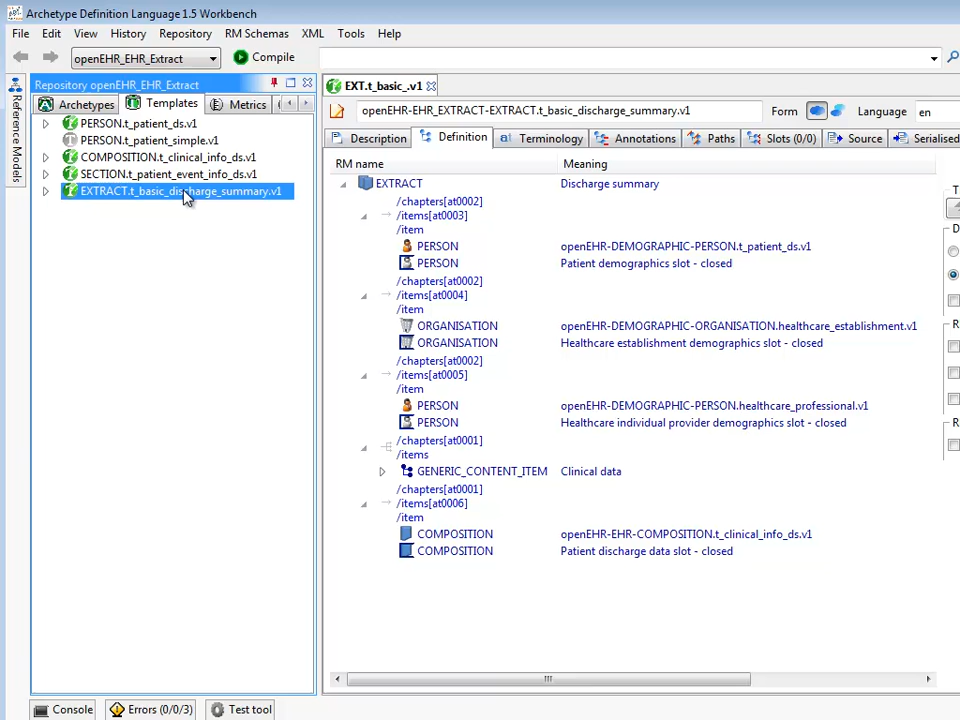 Archetype Definition Language 1.5 Workbench
File Edit View History Repository RM Schemas XML Tools Help
openEHR_EHR_Extract Compile
Repository openEHR_EHR_Extract
Reference Models
Archetypes Templates Metrics
PERSON.t_patient_ds.v1
PERSON.t_patient_simple.v1
COMPOSITION.t_clinical_info_ds.v1
SECTION.t_patient_event_info_ds.v1
EXTRACT.t_basic_discharge_summary.v1
EXT.t_basic_.v1
openEHR-EHR_EXTRACT-EXTRACT.t_basic_discharge_summary.v1 Form Language en
Description Definition Terminology Annotations Paths Slots (0/0) Source Serialised
RM name Meaning
EXTRACT Discharge summary
/chapters[at0002]
/items[at0003]
/item
PERSON openEHR-DEMOGRAPHIC-PERSON.t_patient_ds.v1
PERSON Patient demographics slot - closed
/chapters[at0002]
/items[at0004]
/item
ORGANISATION openEHR-DEMOGRAPHIC-ORGANISATION.healthcare_establishment.v1
ORGANISATION Healthcare establishment demographics slot - closed
/chapters[at0002]
/items[at0005]
/item
PERSON openEHR-DEMOGRAPHIC-PERSON.healthcare_professional.v1
PERSON Healthcare individual provider demographics slot - closed
/chapters[at0001]
/items
GENERIC_CONTENT_ITEM Clinical data
/chapters[at0001]
/items[at0006]
/item
COMPOSITION openEHR-EHR-COMPOSITION.t_clinical_info_ds.v1
COMPOSITION Patient discharge data slot - closed
Console Errors (0/0/3) Test tool